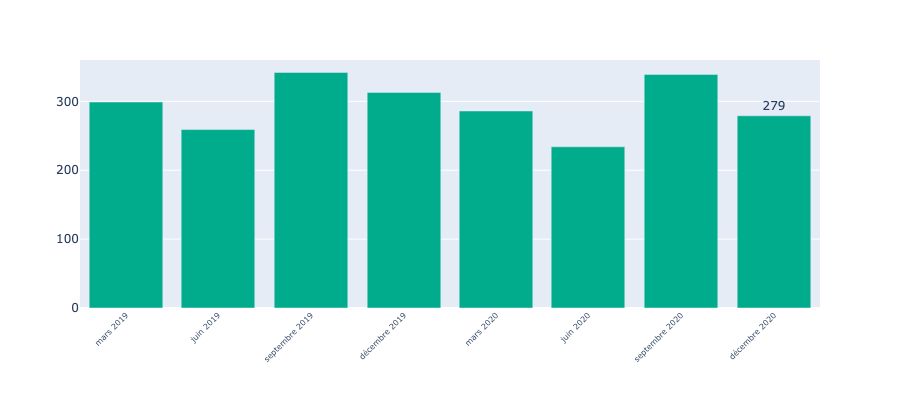 300
200
100
0
279
mars 2019
juin 2019
septembre 2019
décembre 2019
mars 2020
juin 2020
septembre 2020
décembre 2020